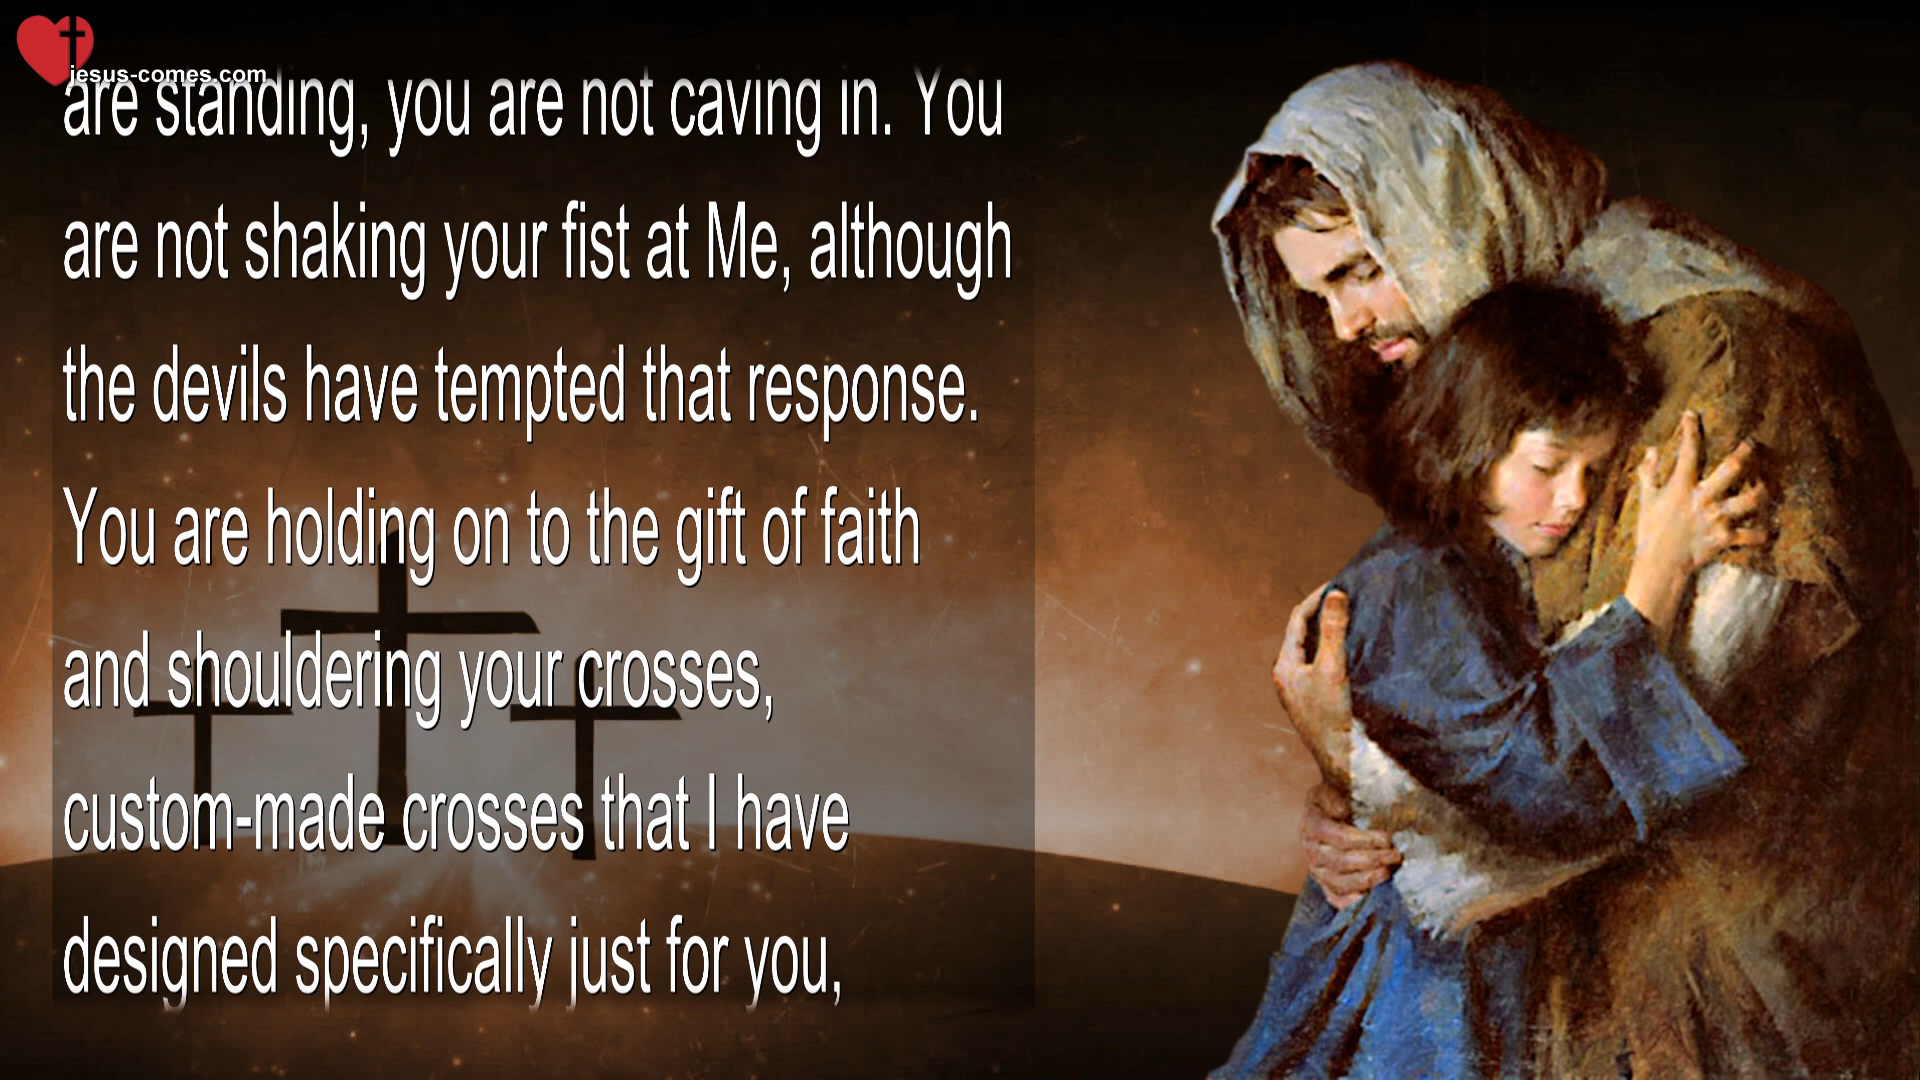 jesus-comes.com
are standing, you are not caving in. You
are not shaking your fist at Me, although
the devils have tempted that response.
You are holding on to the gift of faith
and shouldering your crosses,
custom-made crosses that I have
designed specifically just for you,